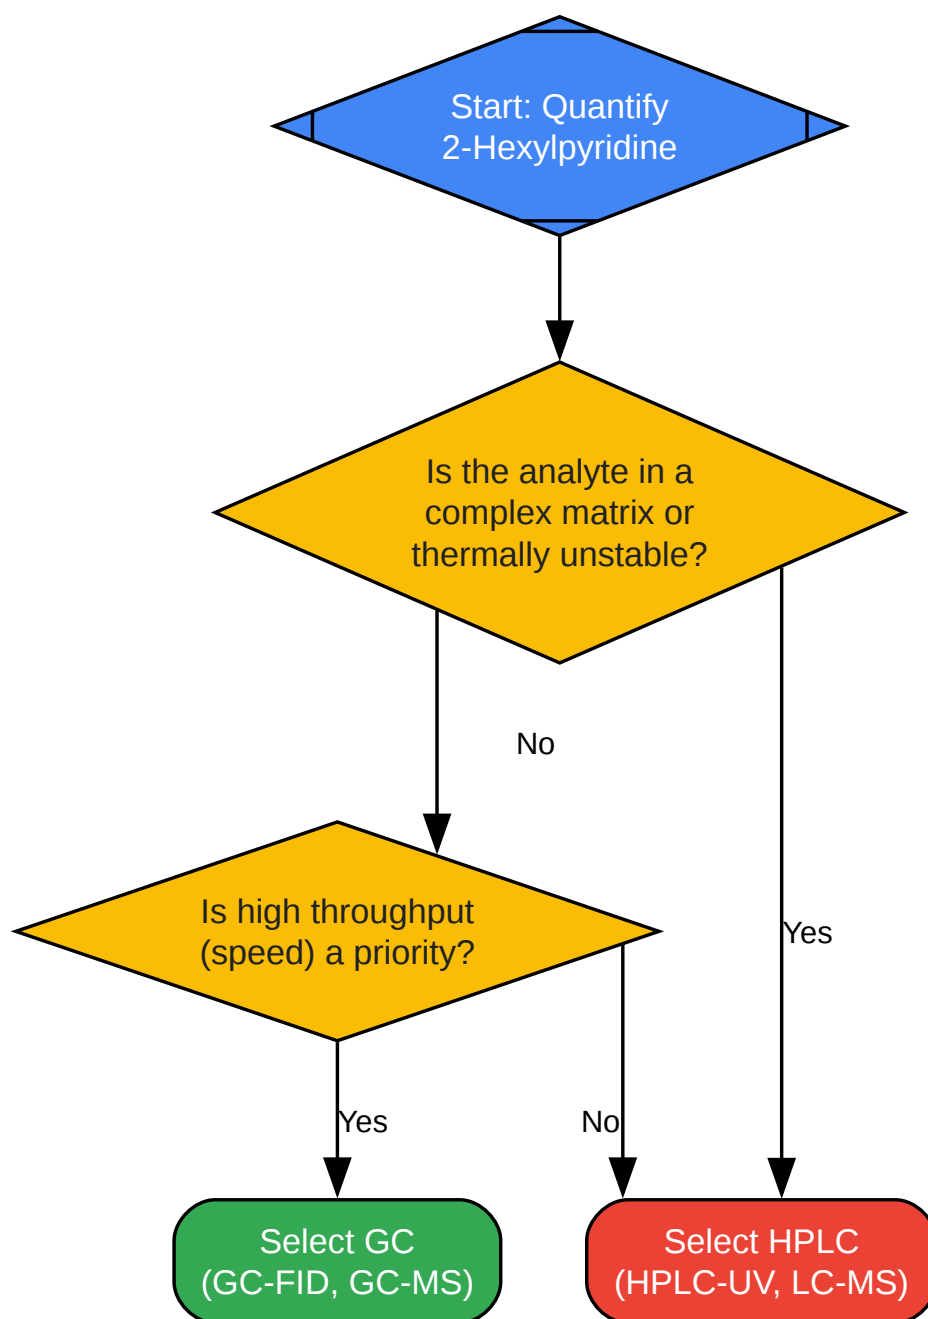 Start: Quantify
2-Hexylpyridine
Is the analyte in a
complex matrix or
thermally unstable?
No
Is high throughput
(speed) a priority?
Yes
Yes
No
Select GC
(GC-FID, GC-MS)
Select HPLC
(HPLC-UV, LC-MS)